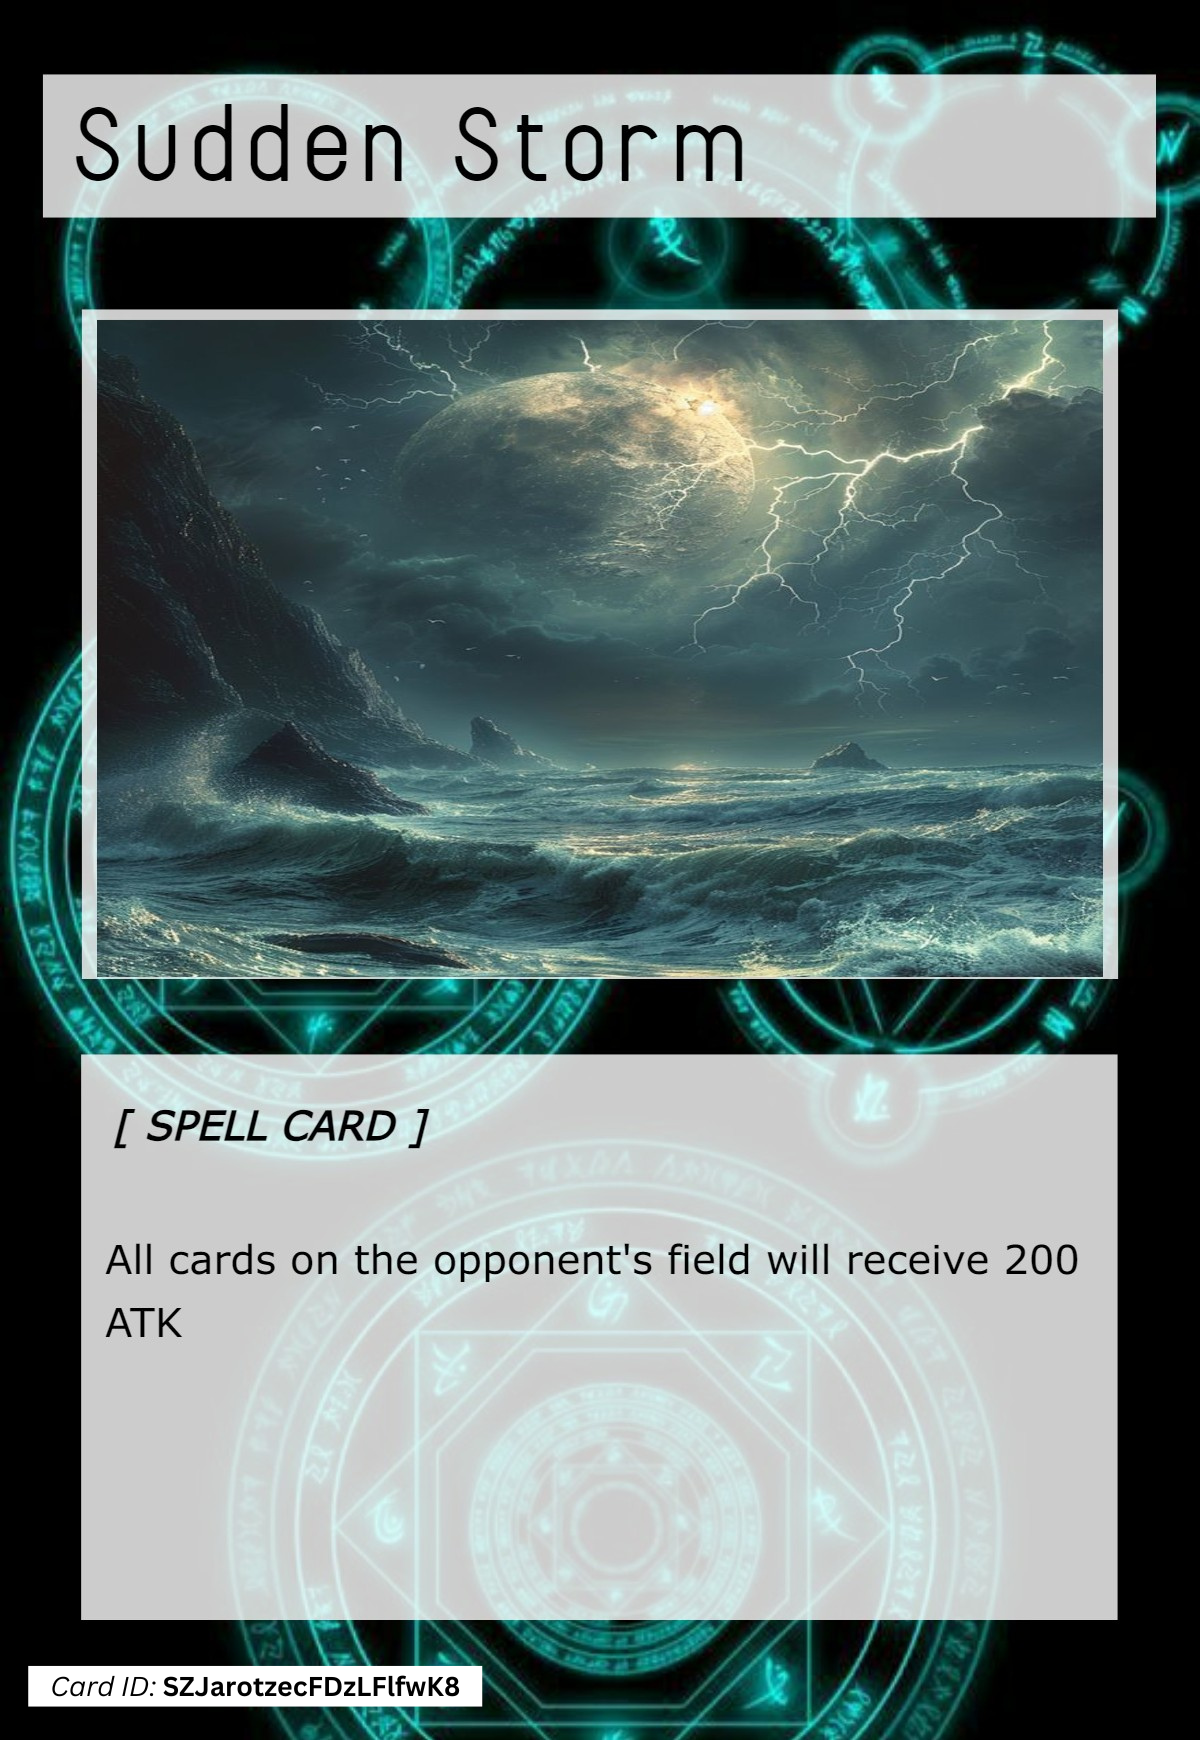 Sudden Storm
[ SPELL CARD ]
All cards on the opponent's field will receive 200
ATK
Card ID: SZJarotzecFDzLFlfwK8